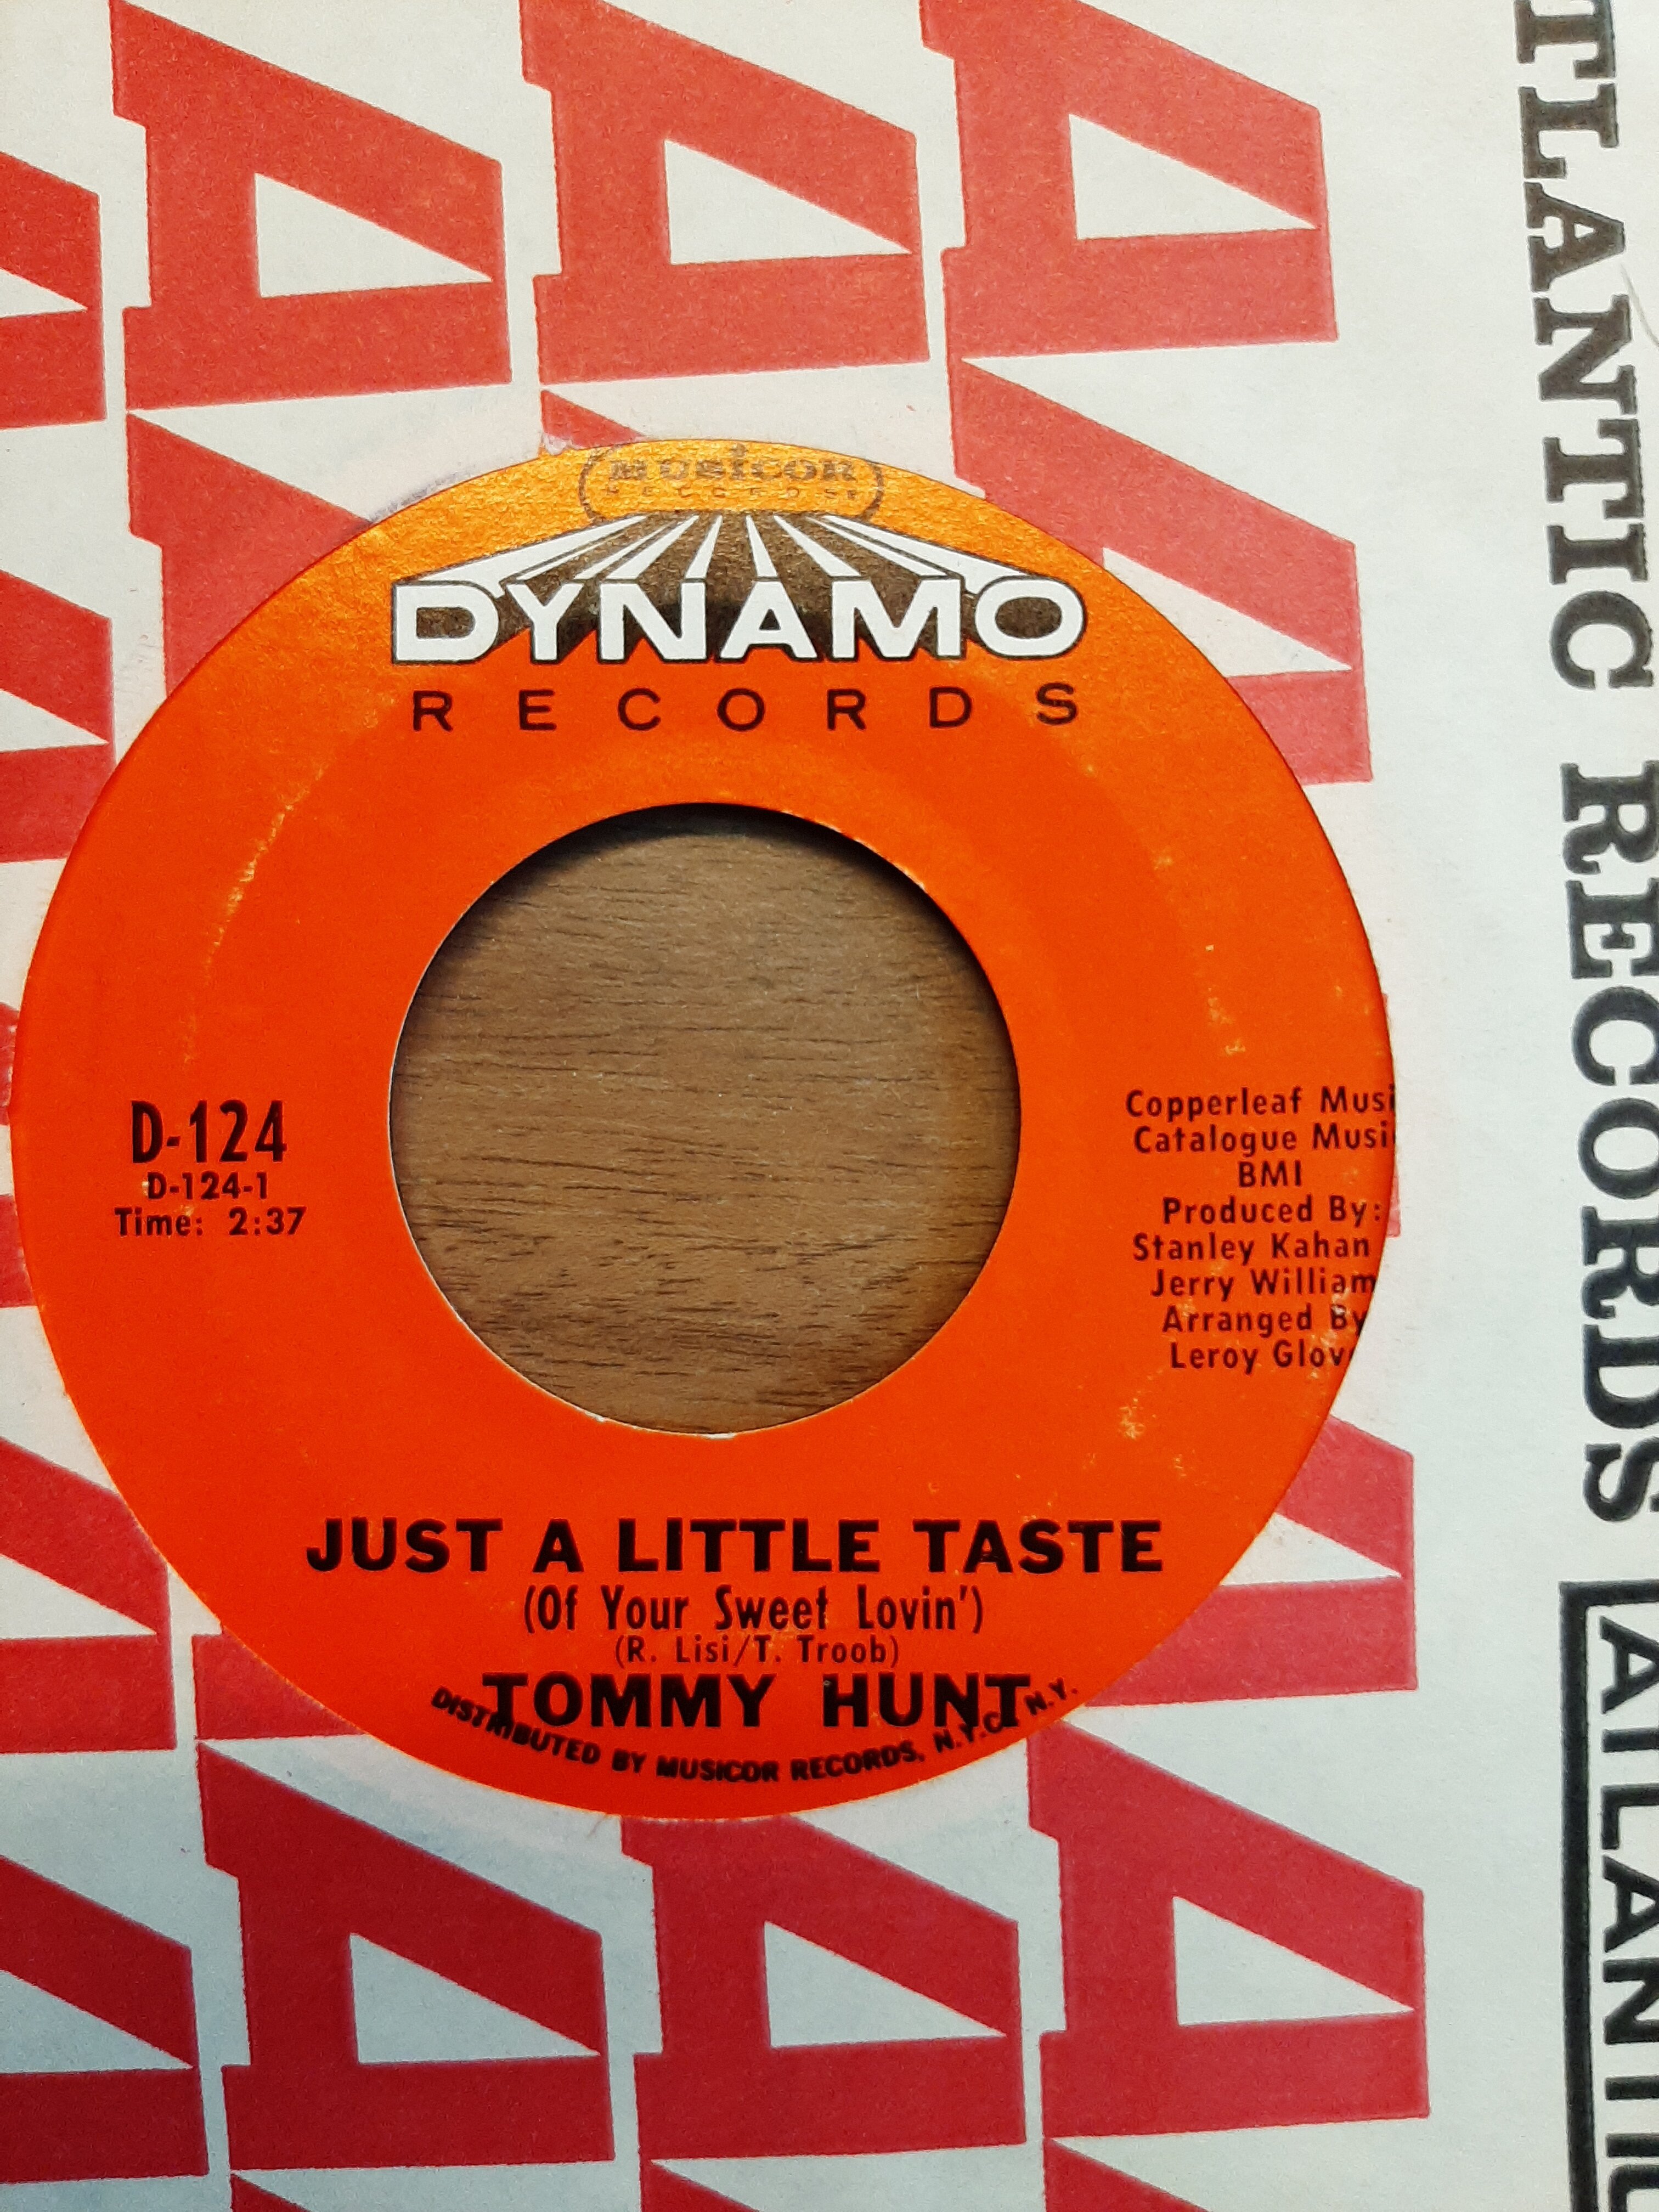 Musicor
RECORDS
DYNAMO
RECORDS
D-124
D-124-1
Time: 2:37
Copperleaf Musi
Catalogue Musi
BMI
Produced By:
Stanley Kahan
Jerry William
Arranged By
Leroy Glov
JUST A LITTLE TASTE
(Of Your Sweet Lovin')
(R. Lisi/T. Troob)
TOMMY HUNT
DISTRIBUTED BY MUSICOR RECORDS, N.Y.C. N.Y.
TLANTIC RECORDS
ATLANTIC